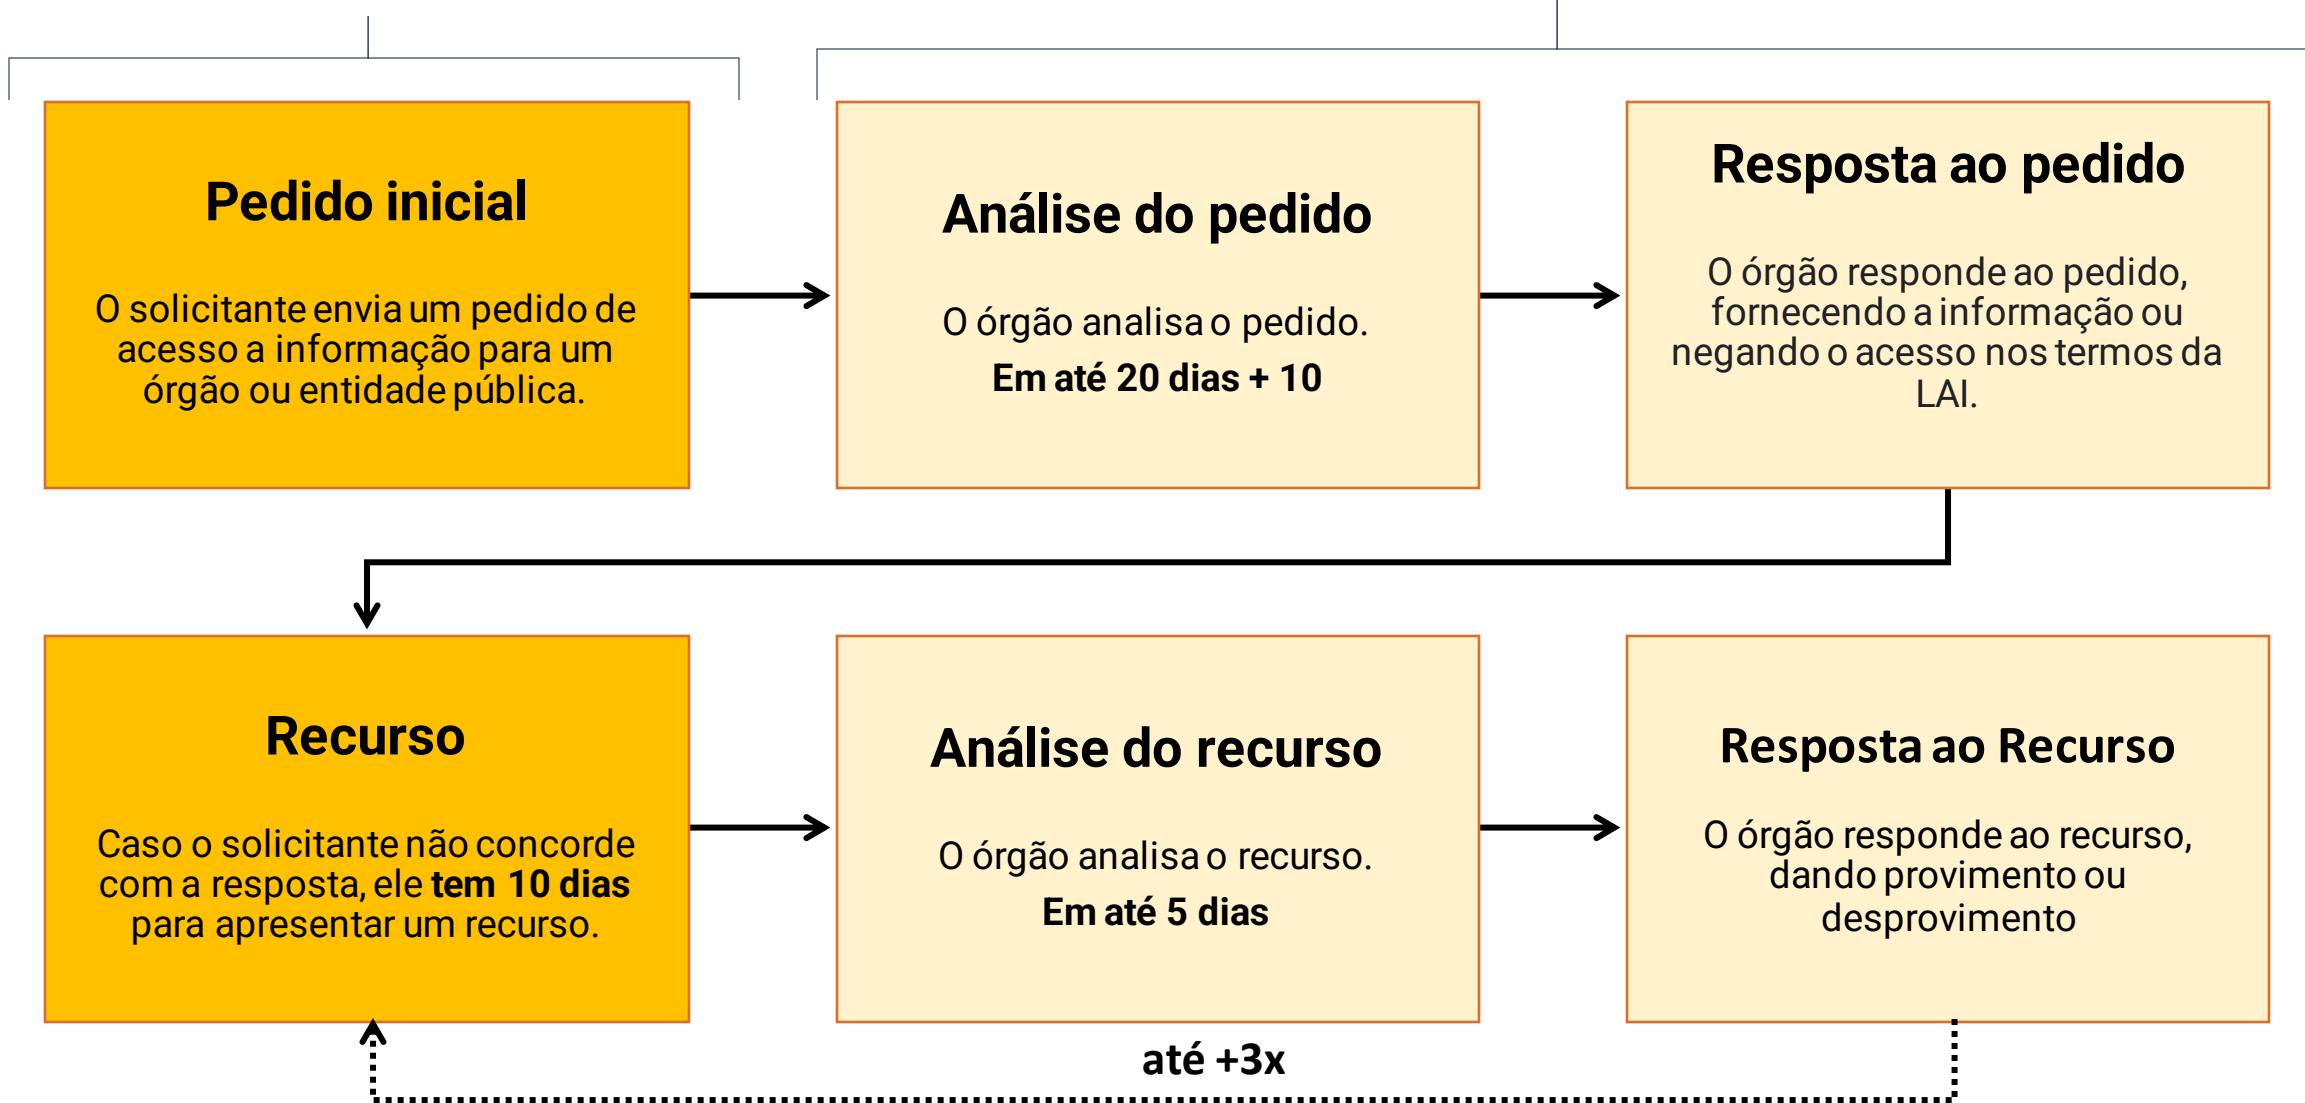 Pedido inicial
O solicitante envia um pedido de
acesso a informação para um
órgão ou entidade pública.
Análise do pedido
O órgão analisa o pedido.
Em até 20 dias + 10
Resposta ao pedido
O órgão responde ao pedido,
fornecendo a informação ou
negando o acesso nos termos da
LAI.
Recurso
Caso o solicitante não concorde
com a resposta, ele tem 10 dias
para apresentar um recurso.
Análise do recurso
O órgão analisa o recurso.
Em até 5 dias
Resposta ao Recurso
O órgão responde ao recurso,
dando provimento ou
desprovimento
até +3x